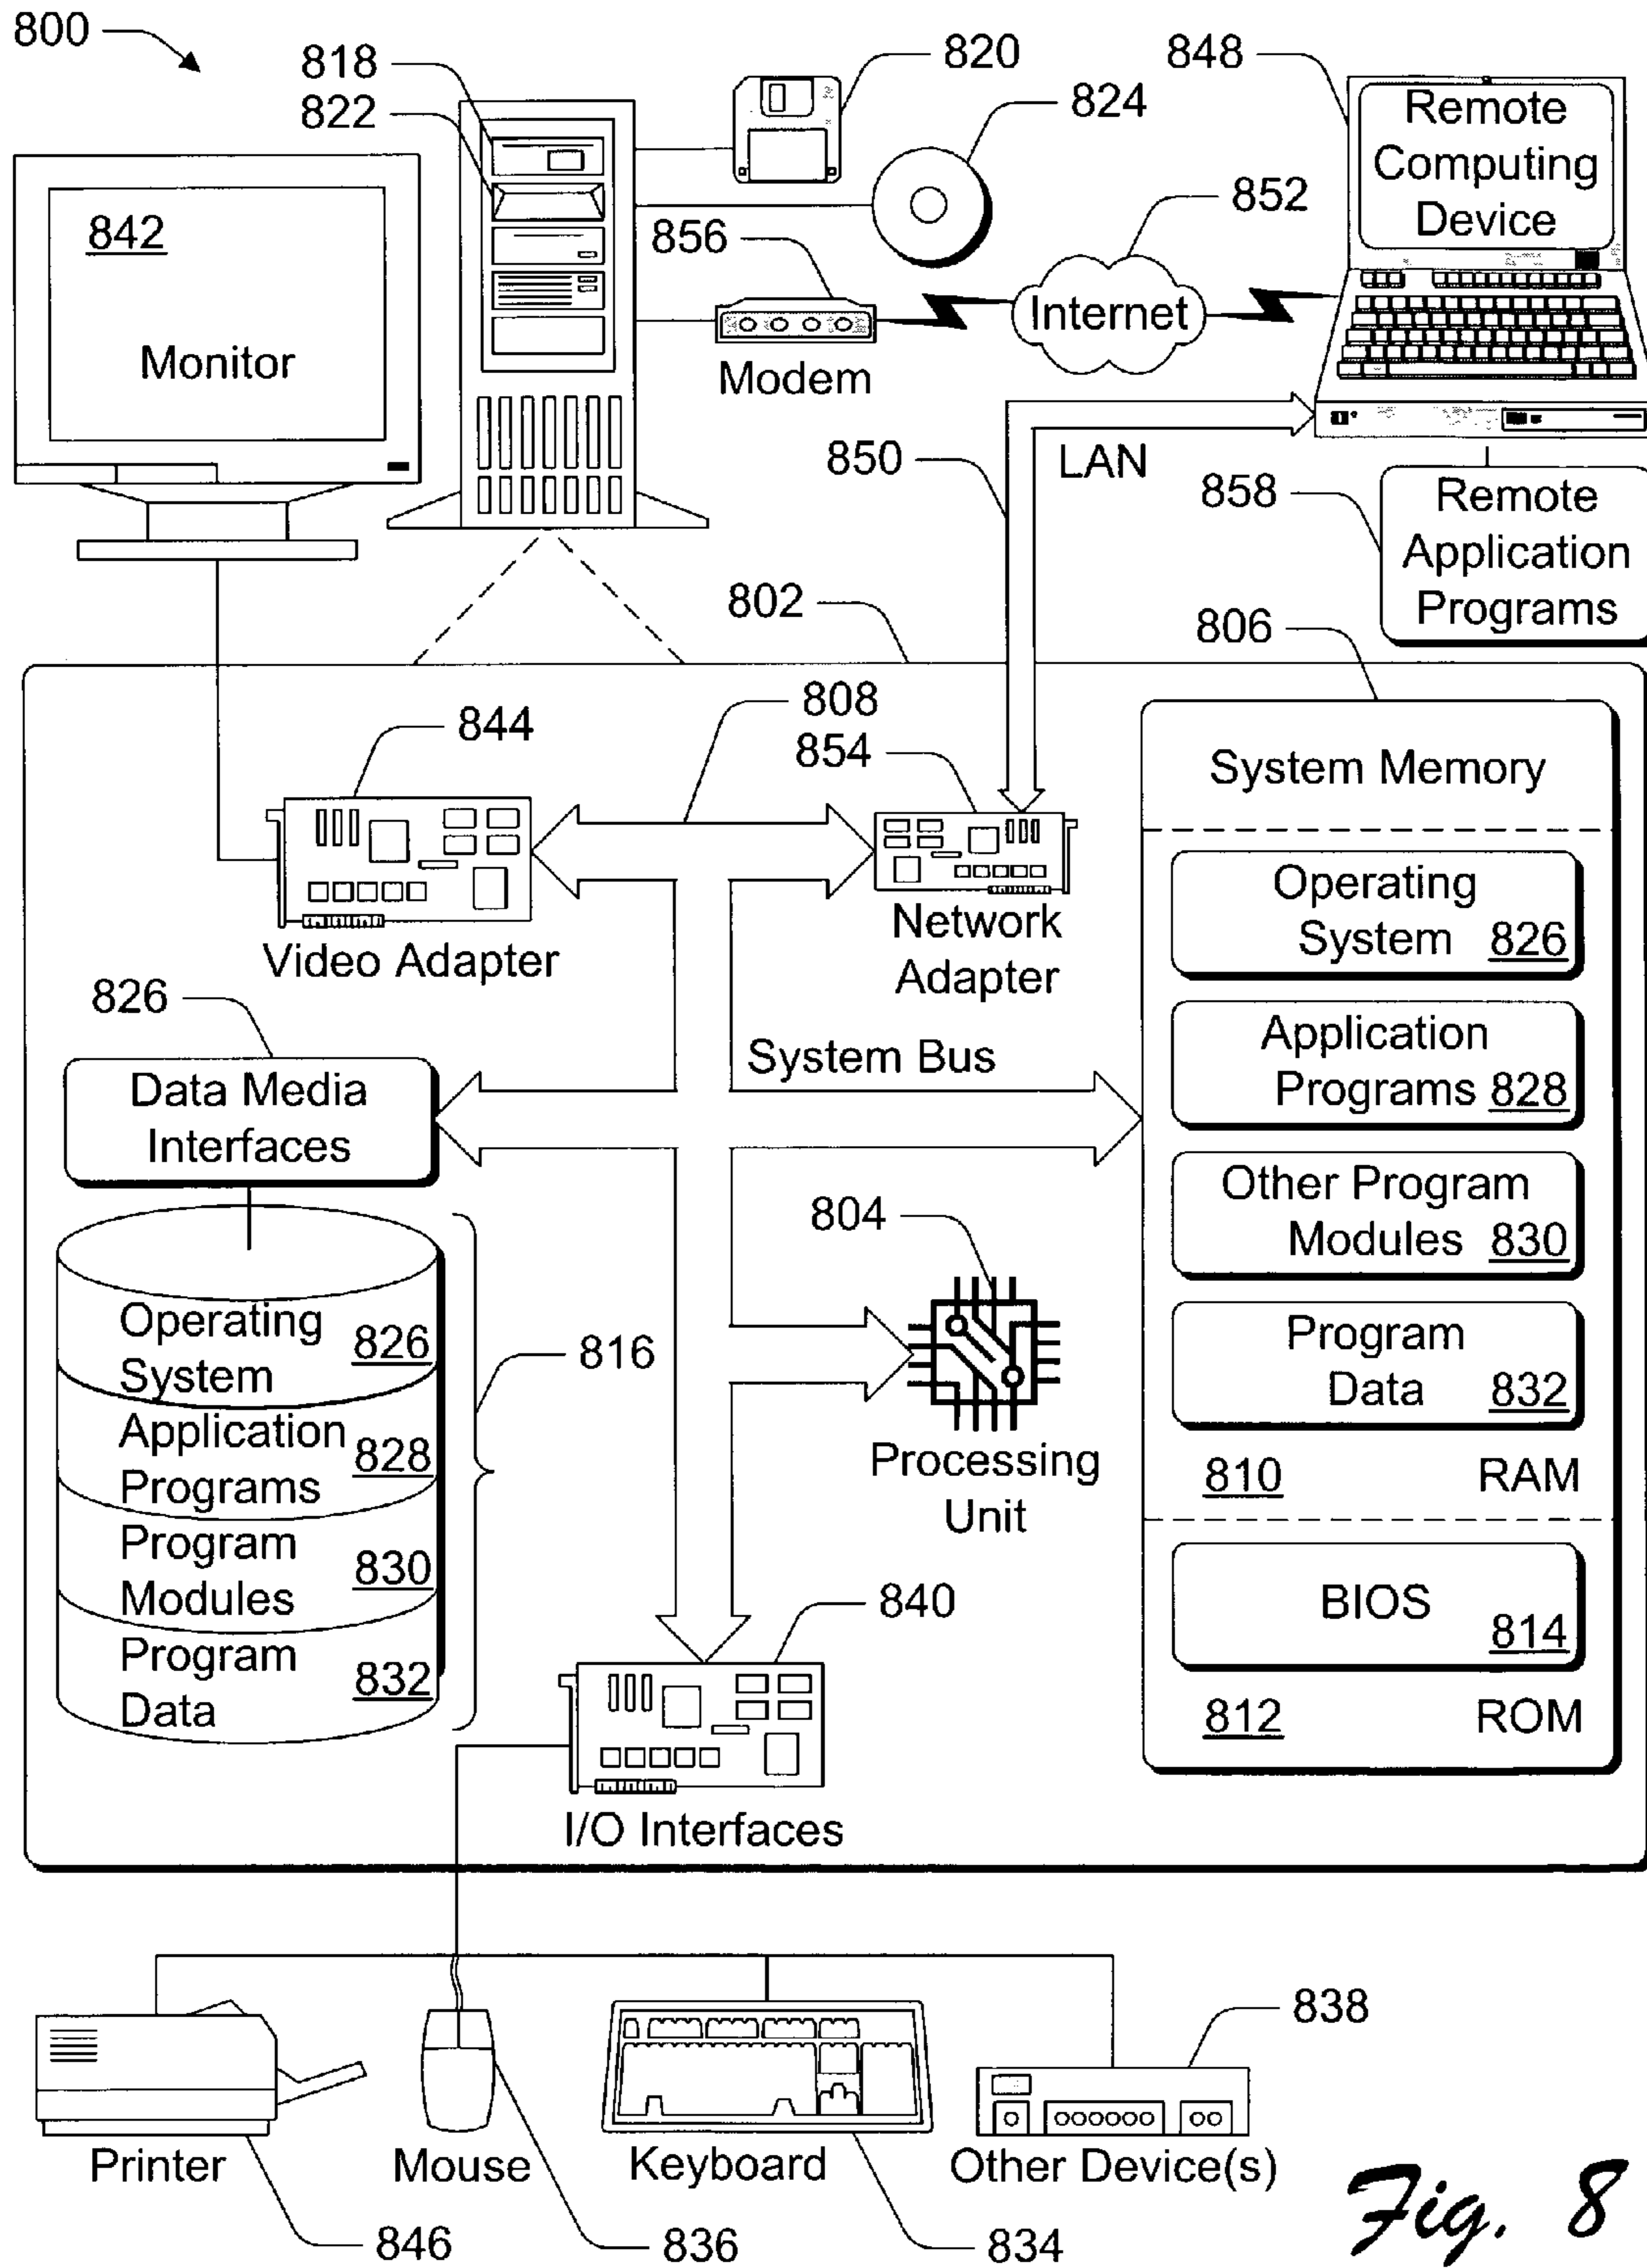 800
818
822
820
824
848
Remote
Computing
Device
842
Monitor
856
Modem
852
Internet
850
LAN
858
Remote
Application
Programs
802
806
844
808
854
Video Adapter
Network
Adapter
System Memory
Operating
System 826
Application
Programs 828
Other Program
Modules 830
Program
Data 832
810 RAM
BIOS
814
812 ROM
826
Data Media
Interfaces
System Bus
Operating
System 826
Application
Programs 828
Program
Modules 830
Program
Data 832
816
804
Processing
Unit
840
I/O Interfaces
838
Printer
Mouse
Keyboard
Other Device(s)
846
836
834
Fig. 8